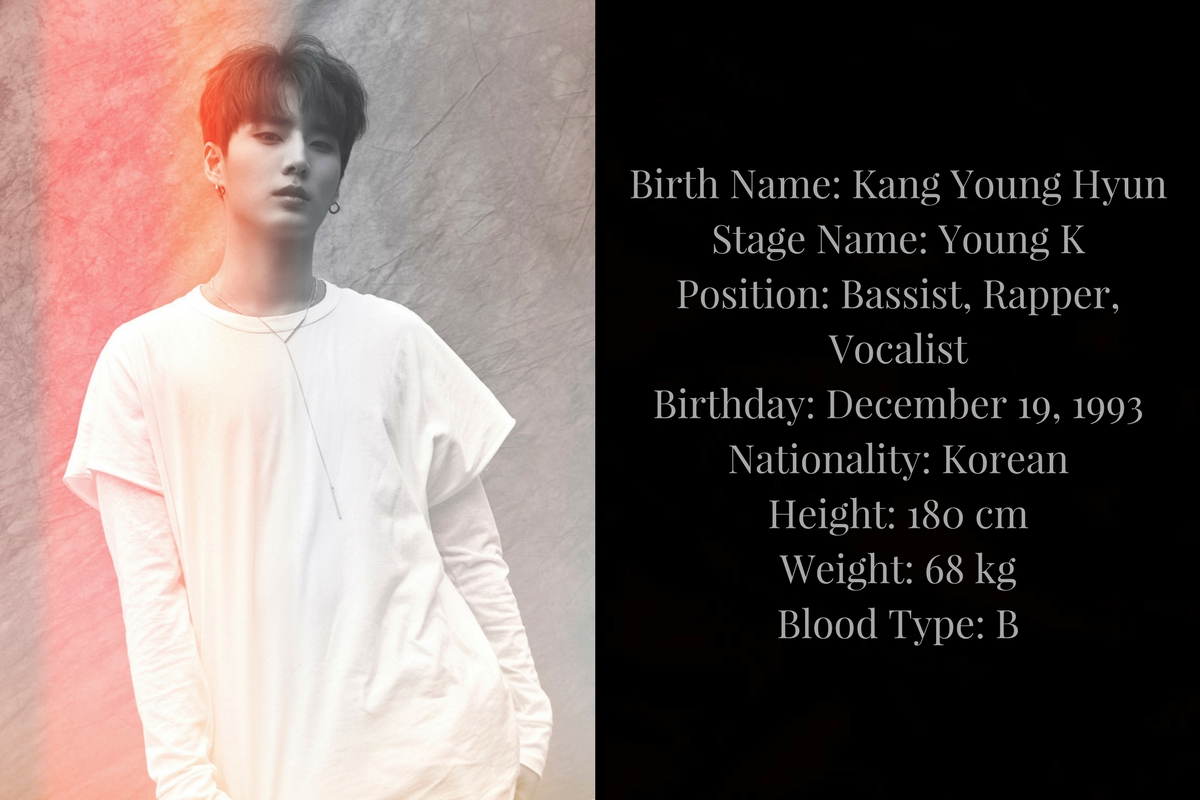 Birth Name: Kang Young Hyun
Stage Name: Young K
Position: Bassist, Rapper,
Vocalist
Birthday: December 19, 1993
Nationality: Korean
Height: 180 cm
Weight: 68 kg
Blood Type: B